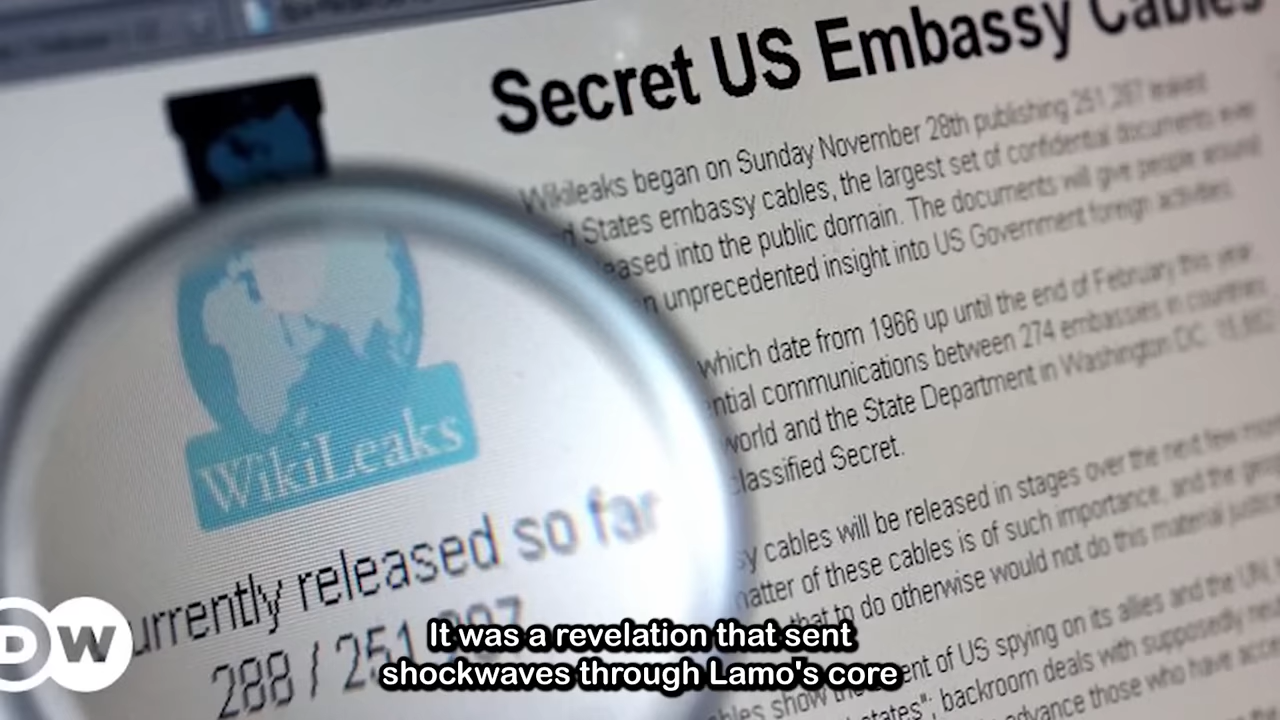 Secret US Embassy Cables
Wikileaks began on Sunday November 28th publishing 251,287 leaked
States embassy cables, the largest set of confidential documents ever
eased into the public domain. The documents will give people around
n unprecedented insight into US Government foreign activities.
which date from 1966 up until the end of February this year
ntial communications between 274 embassies in countries
world and the State Department in Washington DC.
classified Secret.
WikiLeaks
urrently released so far
288 / 251
y cables will be released in stages over the next few
atter of these cables is of such importance, and the
that to do otherwise would not do this material justice
show the ent of US spying on its allies and the UN
states"; backroom deals with supposedly
advance those who have
DW
It was a revelation that sent
shockwaves through Lamo's core